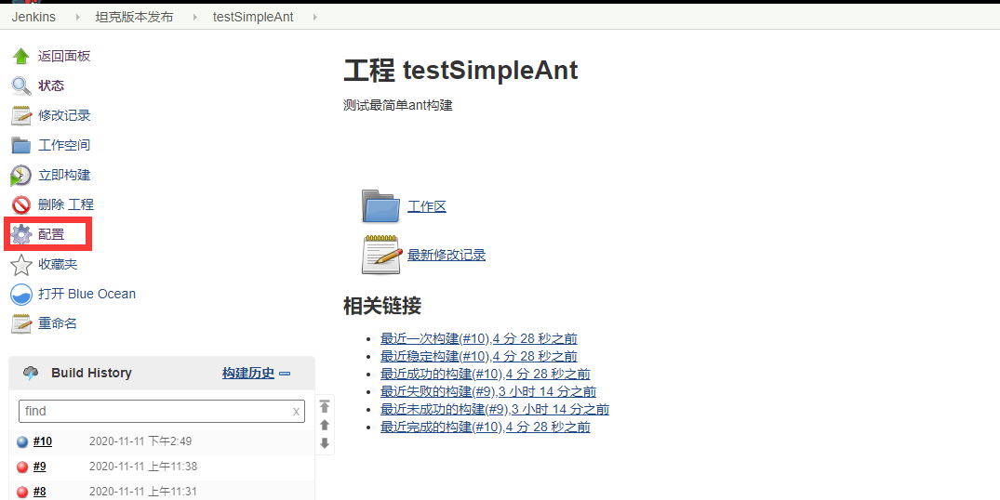 Jenkins 坦克版本发布 testSimpleAnt
返回面板
状态
修改记录
工作空间
立即构建
删除 工程
配置
收藏夹
打开 Blue Ocean
重命名
Build History 构建历史
find x
#10 2020-11-11 下午2:49
#9 2020-11-11 上午11:38
#8 2020-11-11 上午11:31
工程 testSimpleAnt
测试最简单ant构建
工作区
最新修改记录
相关链接
最近一次构建(#10),4 分 28 秒之前
最近稳定构建(#10),4 分 28 秒之前
最近成功的构建(#10),4 分 28 秒之前
最近失败的构建(#9),3 小时 14 分之前
最近未成功的构建(#9),3 小时 14 分之前
最近完成的构建(#10),4 分 28 秒之前